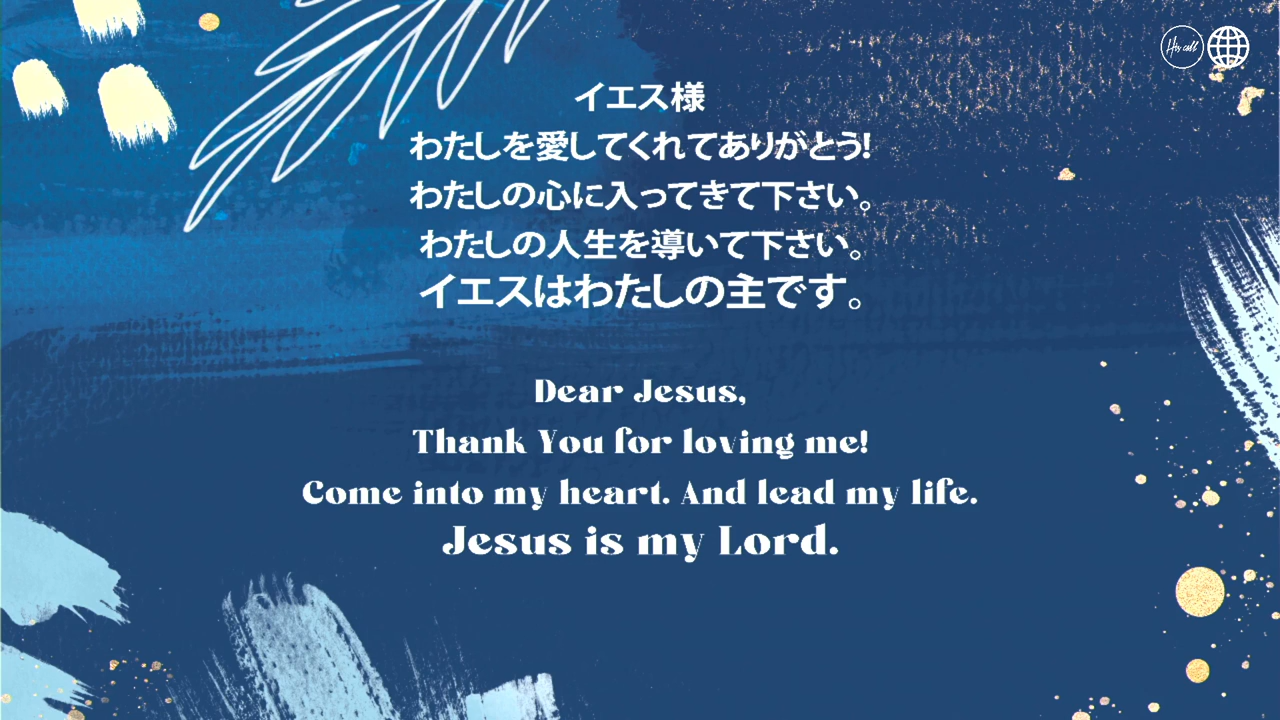 His call
イエス様
わたしを愛してくれてありがとう!
わたしの心に入ってきて下さい。
わたしの人生を導いて下さい。
イエスはわたしの主です。
Dear Jesus,
Thank You for loving me!
Come into my heart. And lead my life.
Jesus is my Lord.